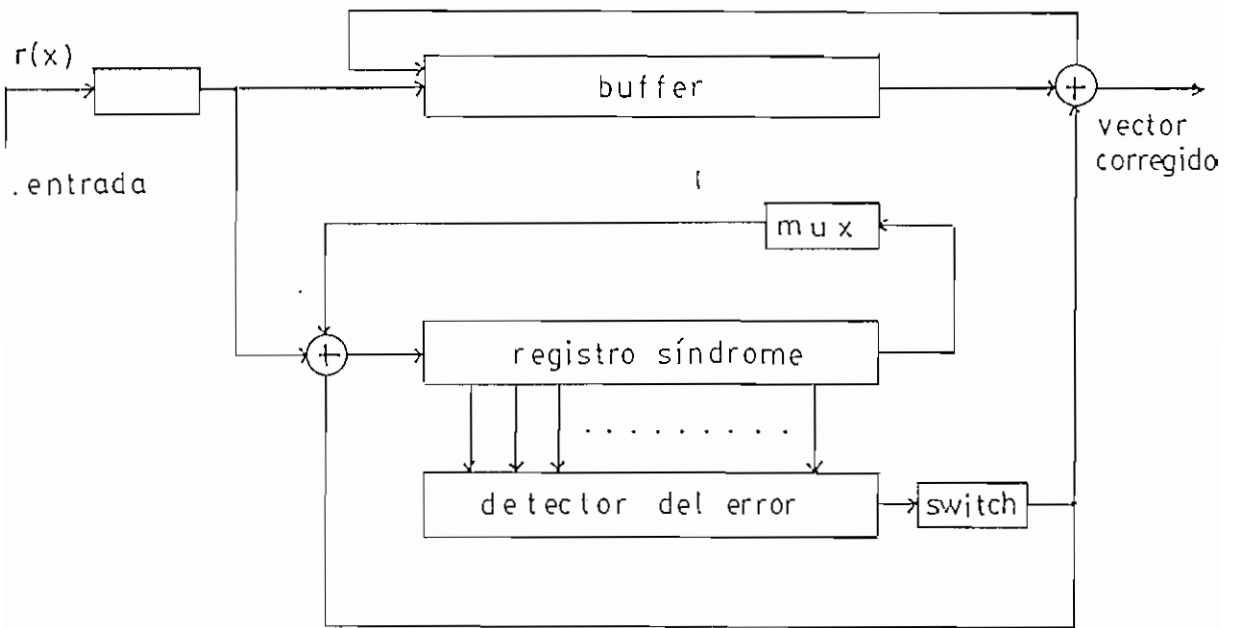 r(x)
buffer
.entrada
vector
corregido
mux
registro síndrome
detector del error
switch